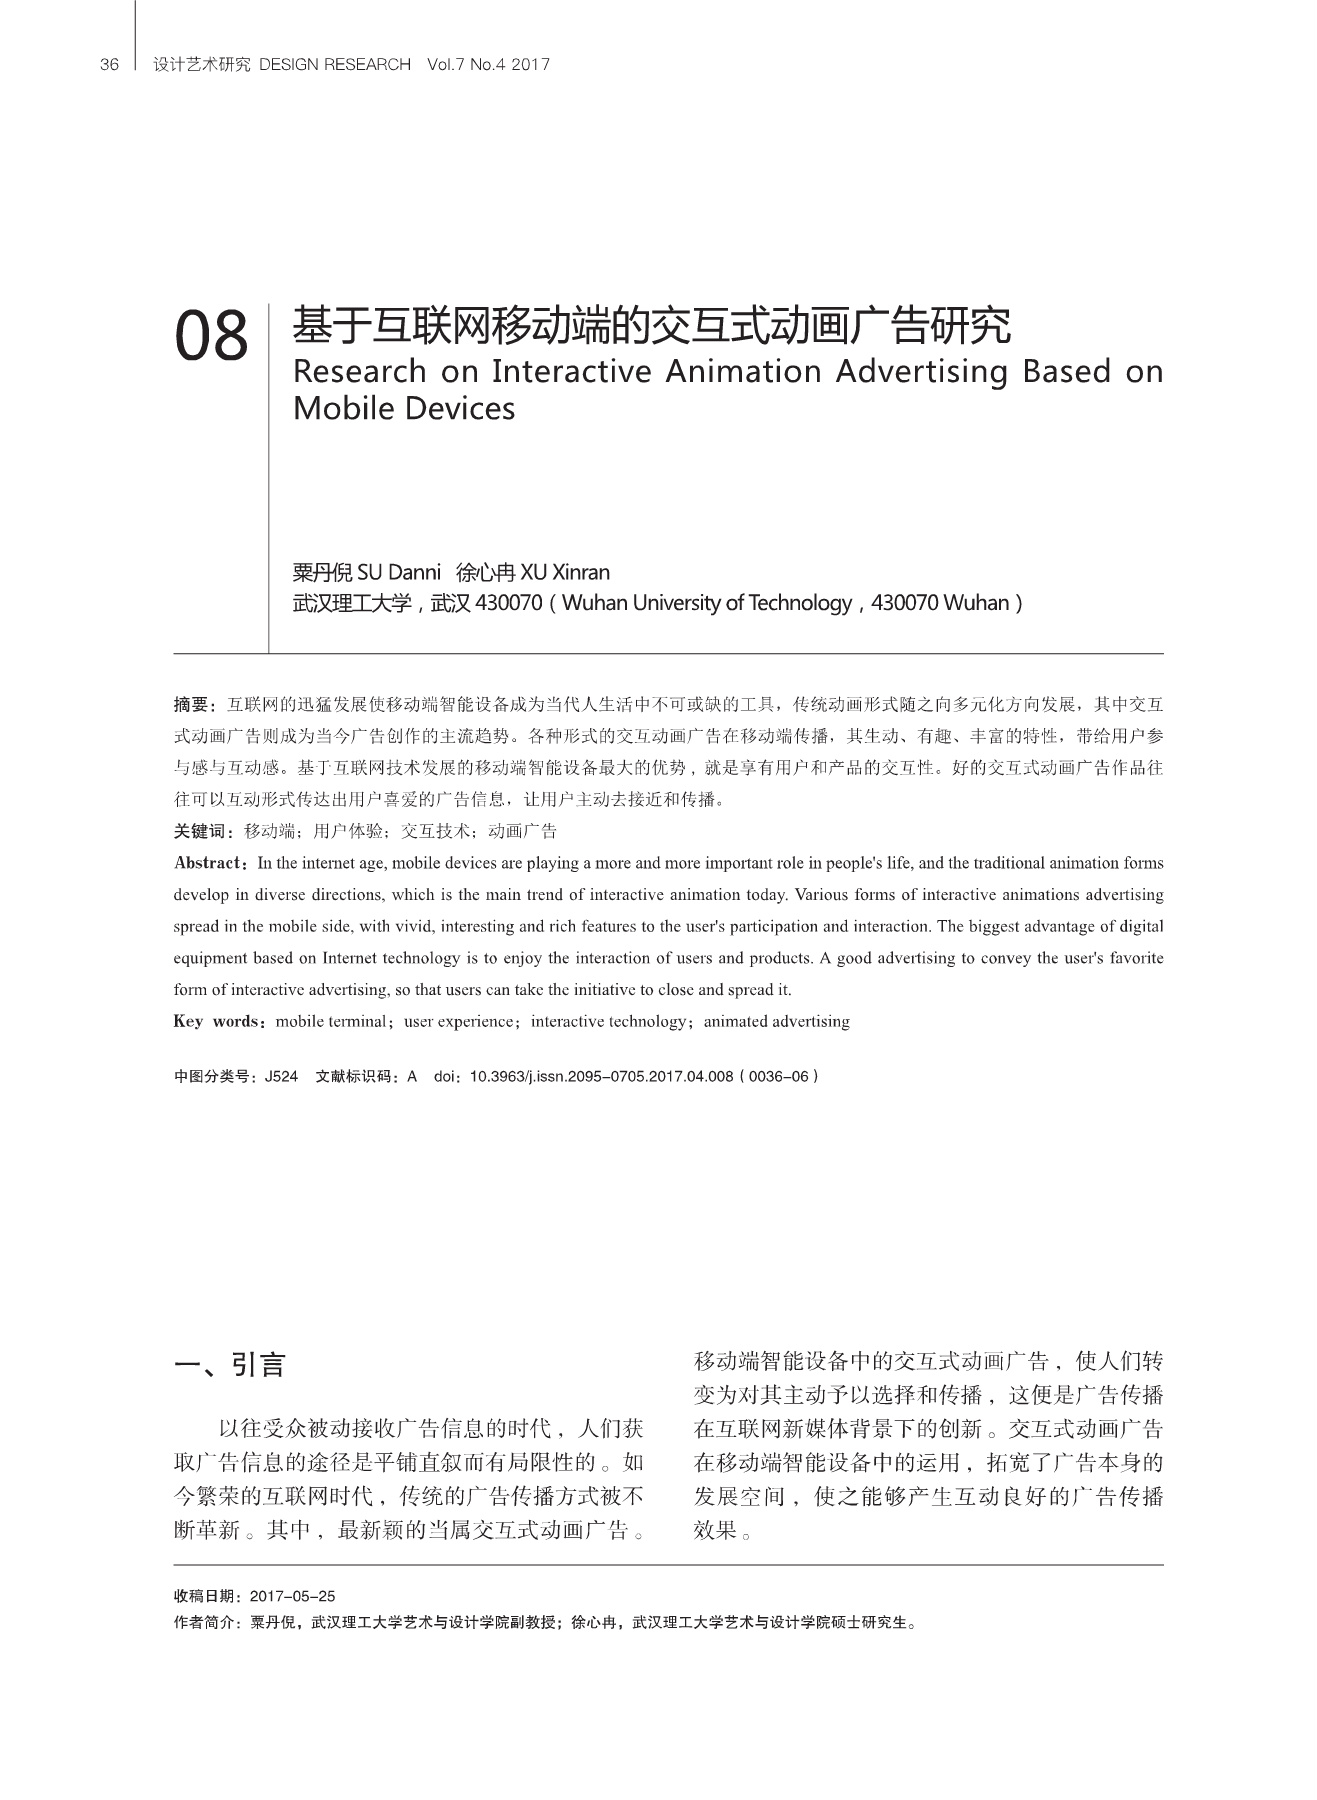 36
设计艺术研究 DESIGN RESEARCH Vol.7 No.4 2017
08
基于互联网移动端的交互式动画广告研究
Research on Interactive Animation Advertising Based on
Mobile Devices
粟丹倪 SU Danni 徐心冉 XU Xinran
武汉理工大学，武汉 430070（Wuhan University of Technology，430070 Wuhan）
摘要：互联网的迅猛发展使移动端智能设备成为当代人生活中不可或缺的工具，传统动画形式随之向多元化方向发展，其中交互
式动画广告则成为当今广告创作的主流趋势。各种形式的交互动画广告在移动端传播，其生动、有趣、丰富的特性，带给用户参
与感与互动感。基于互联网技术发展的移动端智能设备最大的优势，就是享有用户和产品的交互性。好的交互式动画广告作品往
往可以互动形式传达出用户喜爱的广告信息，让用户主动去接近和传播。
关键词：移动端；用户体验；交互技术；动画广告
Abstract：In the internet age, mobile devices are playing a more and more important role in people's life, and the traditional animation forms
develop in diverse directions, which is the main trend of interactive animation today. Various forms of interactive animations advertising
spread in the mobile side, with vivid, interesting and rich features to the user's participation and interaction. The biggest advantage of digital
equipment based on Internet technology is to enjoy the interaction of users and products. A good advertising to convey the user's favorite
form of interactive advertising, so that users can take the initiative to close and spread it.
Key words：mobile terminal；user experience；interactive technology；animated advertising
中图分类号：J524 文献标识码：A doi：10.3963/j.issn.2095-0705.2017.04.008（0036-06）
一、引言
以往受众被动接收广告信息的时代，人们获
取广告信息的途径是平铺直叙而有局限性的。如
今繁荣的互联网时代，传统的广告传播方式被不
断革新。其中，最新颖的当属交互式动画广告。
移动端智能设备中的交互式动画广告，使人们转
变为对其主动予以选择和传播，这便是广告传播
在互联网新媒体背景下的创新。交互式动画广告
在移动端智能设备中的运用，拓宽了广告本身的
发展空间，使之能够产生互动良好的广告传播
效果。
收稿日期：2017-05-25
作者简介：粟丹倪，武汉理工大学艺术与设计学院副教授；徐心冉，武汉理工大学艺术与设计学院硕士研究生。